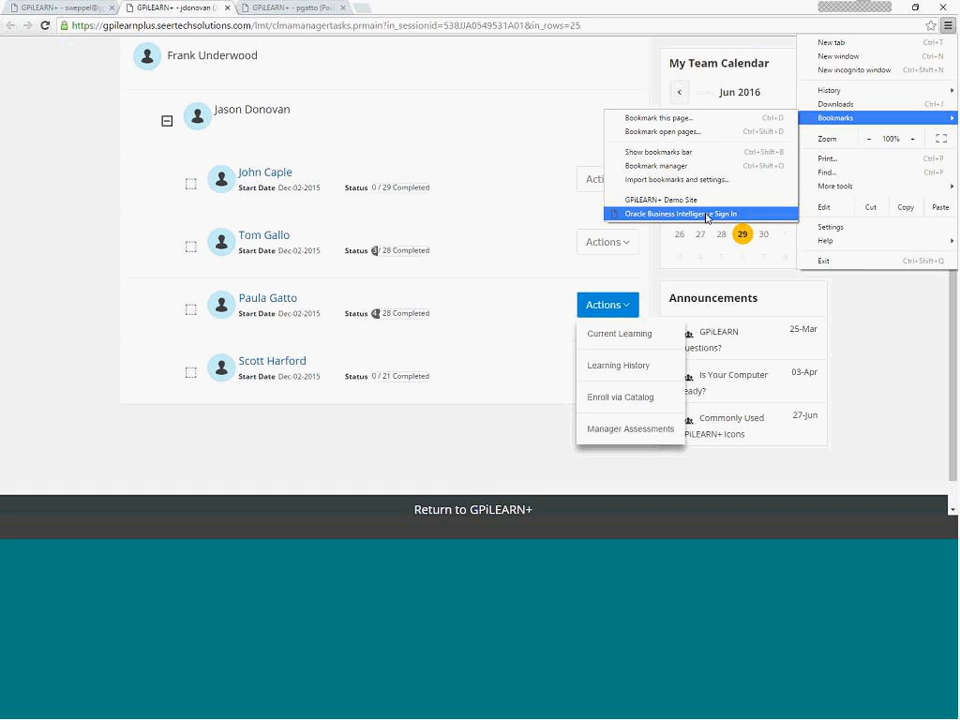 GPiLEARN+ - sweppel@g
GPiLEARN+ - jdonovan (
GPiLEARN+ - pgatto (Pu
https://gpilearnplus.seertechsolutions.com/lmt/clmamanagertasks.prmain?in_sessionid=538JJA0549531A01&in_rows=25
Frank Underwood
Jason Donovan
John Caple
Start Date Dec-02-2015 Status 0 / 29 Completed
Tom Gallo
Start Date Dec-02-2015 Status / 28 Completed
Actions
Paula Gatto
Start Date Dec-02-2015 Status 28 Completed
Actions
Current Learning
Learning History
Enroll via Catalog
Manager Assessments
Scott Harford
Start Date Dec-02-2015 Status 0 / 21 Completed
My Team Calendar
< Jun 2016
26 27 28 29 30
Announcements
GPiLEARN 25-Mar
uestions?
Is Your Computer 03-Apr
eady?
Commonly Used 27-Jun
PiLEARN+ Icons
Bookmark this page... Ctrl+D
Bookmark open pages... Ctrl+Shift+D
Show bookmarks bar Ctrl+Shift+B
Bookmark manager Ctrl+Shift+O
Import bookmarks and settings...
GPiLEARN+ Demo Site
Oracle Business Intelligence Sign In
New tab Ctrl+T
New window Ctrl+N
New incognito window Ctrl+Shift+N
History
Downloads Ctrl+J
Bookmarks
Zoom - 100% +
Print... Ctrl+P
Find... Ctrl+F
More tools
Edit Cut Copy Paste
Settings
Help
Exit Ctrl+Shift+Q
Return to GPiLEARN+